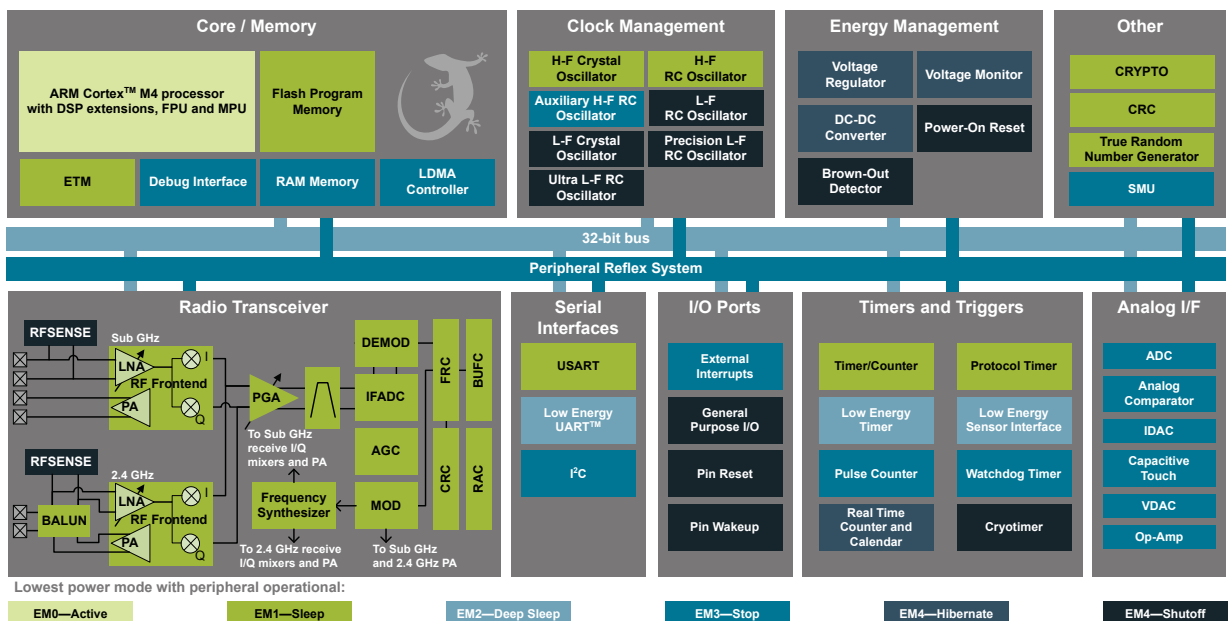 Core / Memory
ARM Cortex™ M4 processor
with DSP extensions, FPU and MPU
Flash Program
Memory
ETM
Debug Interface
RAM Memory
LDMA
Controller
Clock Management
H-F Crystal
Oscillator
H-F
RC Oscillator
Auxiliary H-F RC
Oscillator
L-F
RC Oscillator
L-F Crystal
Oscillator
Precision L-F
RC Oscillator
Ultra L-F RC
Oscillator
Energy Management
Voltage
Regulator
Voltage Monitor
DC-DC
Converter
Power-On Reset
Brown-Out
Detector
Other
CRYPTO
CRC
True Random
Number Generator
SMU
32-bit bus
Peripheral Reflex System
Radio Transceiver
RFSENSE
Sub GHz
LNA
RF Frontend
PA
I
Q
RFSENSE
2.4 GHz
LNA
BALUN
RF Frontend
PA
I
Q
PGA
To Sub GHz
receive I/Q
mixers and PA
Frequency
Synthesizer
To 2.4 GHz receive
I/Q mixers and PA
DEMOD
IFADC
AGC
MOD
To Sub GHz
and 2.4 GHz PA
FRC
BUFC
CRC
RAC
Serial
Interfaces
USART
Low Energy
UART™
I²C
I/O Ports
External
Interrupts
General
Purpose I/O
Pin Reset
Pin Wakeup
Timers and Triggers
Timer/Counter
Protocol Timer
Low Energy
Timer
Low Energy
Sensor Interface
Pulse Counter
Watchdog Timer
Real Time
Counter and
Calendar
Cryotimer
Analog I/F
ADC
Analog
Comparator
IDAC
Capacitive
Touch
VDAC
Op-Amp
Lowest power mode with peripheral operational:
EM0—Active
EM1—Sleep
EM2—Deep Sleep
EM3—Stop
EM4—Hibernate
EM4—Shutoff